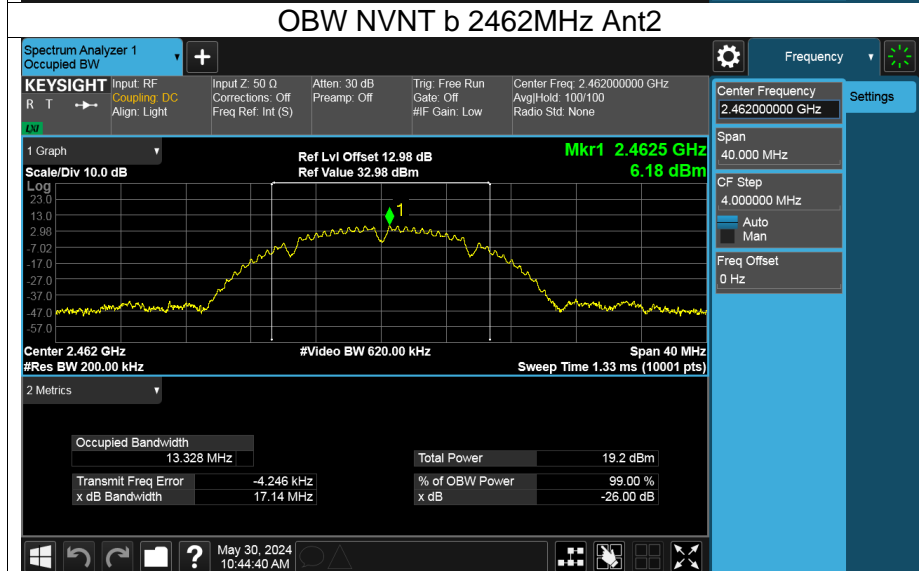 OBW NVNT b 2462MHz Ant2
Spectrum Analyzer 1
Occupied BW
+
Frequency
KEYSIGHT
R T
LXI
Input: RF
Coupling: DC
Align: Light
Input Z: 50 Ω
Corrections: Off
Freq Ref: Int (S)
Atten: 30 dB
Preamp: Off
Trig: Free Run
Gate: Off
#IF Gain: Low
Center Freq: 2.462000000 GHz
Avg|Hold: 100/100
Radio Std: None
Center Frequency
2.462000000 GHz
Settings
Span
40.000 MHz
CF Step
4.000000 MHz
Auto
Man
Freq Offset
0 Hz
1 Graph
Scale/Div 10.0 dB
Ref Lvl Offset 12.98 dB
Ref Value 32.98 dBm
Mkr1 2.4625 GHz
6.18 dBm
Log
23.0
13.0
2.98
-7.02
-17.0
-27.0
-37.0
-47.0
-57.0
1
Center 2.462 GHz
#Res BW 200.00 kHz
#Video BW 620.00 kHz
Span 40 MHz
Sweep Time 1.33 ms (10001 pts)
2 Metrics
Occupied Bandwidth
13.328 MHz
Transmit Freq Error -4.246 kHz
x dB Bandwidth 17.14 MHz
Total Power 19.2 dBm
% of OBW Power 99.00 %
x dB -26.00 dB
?
May 30, 2024
10:44:40 AM